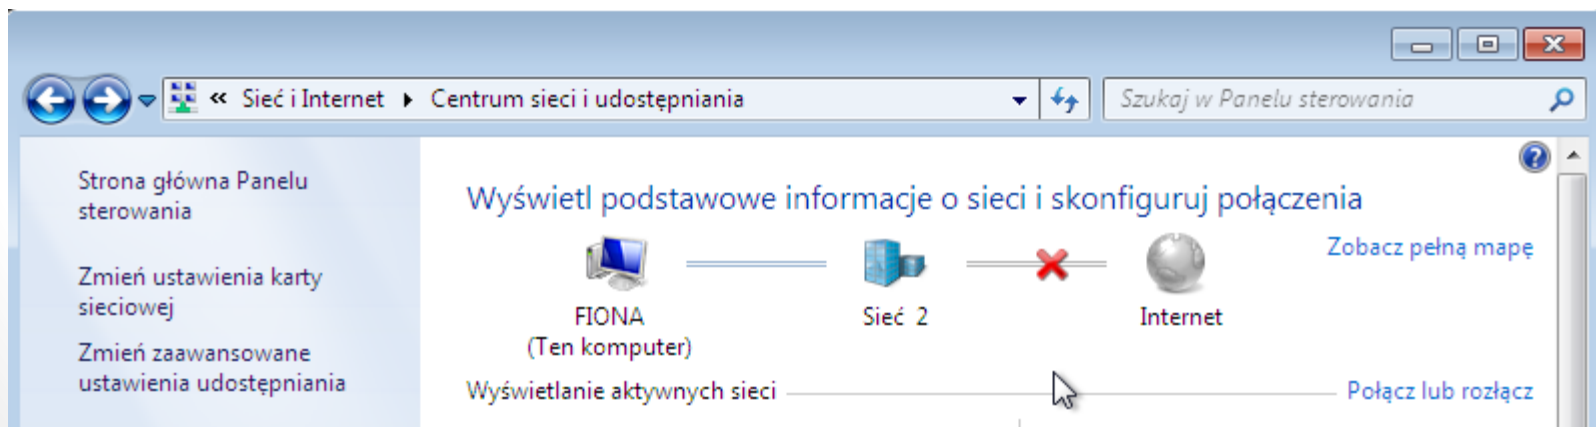 « Sieć i Internet ▸ Centrum sieci i udostępniania
Szukaj w Panelu sterowania
Strona główna Panelu
sterowania
Zmień ustawienia karty
sieciowej
Zmień zaawansowane
ustawienia udostępniania
Wyświetl podstawowe informacje o sieci i skonfiguruj połączenia
Zobacz pełną mapę
FIONA
(Ten komputer)
Sieć 2
Internet
Wyświetlanie aktywnych sieci
Połącz lub rozłącz